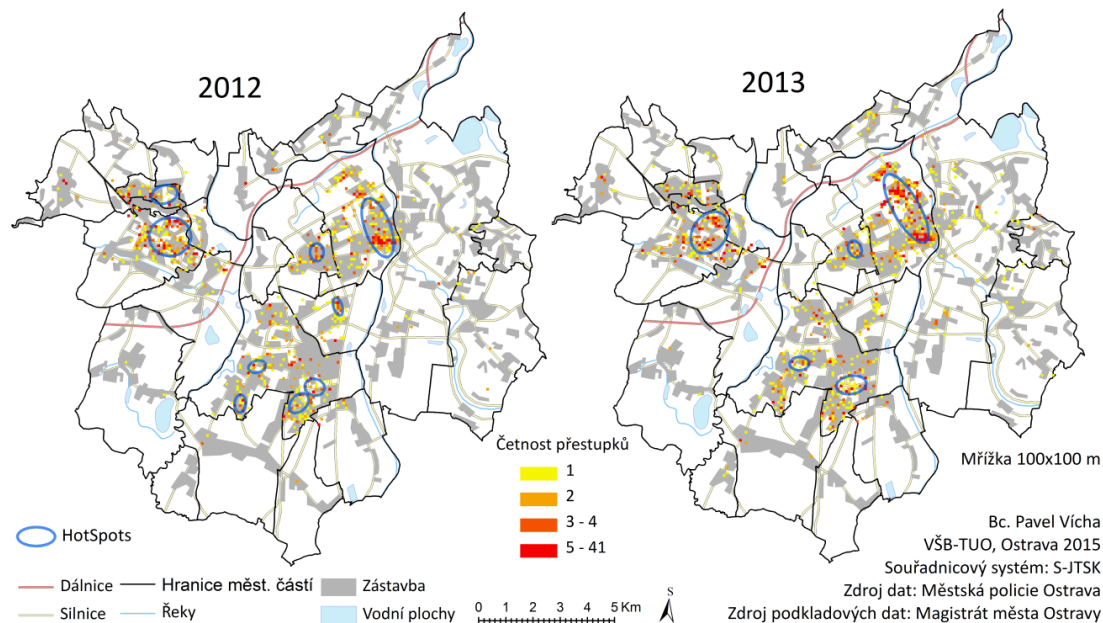 2012
2013
Četnost přestupků
1
2
3 - 4
5 - 41
Mřížka 100x100 m
HotSpots
Dálnice
Hranice měst. částí
Zástavba
Silnice
Řeky
Vodní plochy
S
0 1 2 3 4 5 Km
Bc. Pavel Vícha
VŠB-TUO, Ostrava 2015
Souřadnicový systém: S-JTSK
Zdroj dat: Městská policie Ostrava
Zdroj podkladových dat: Magistrát města Ostravy